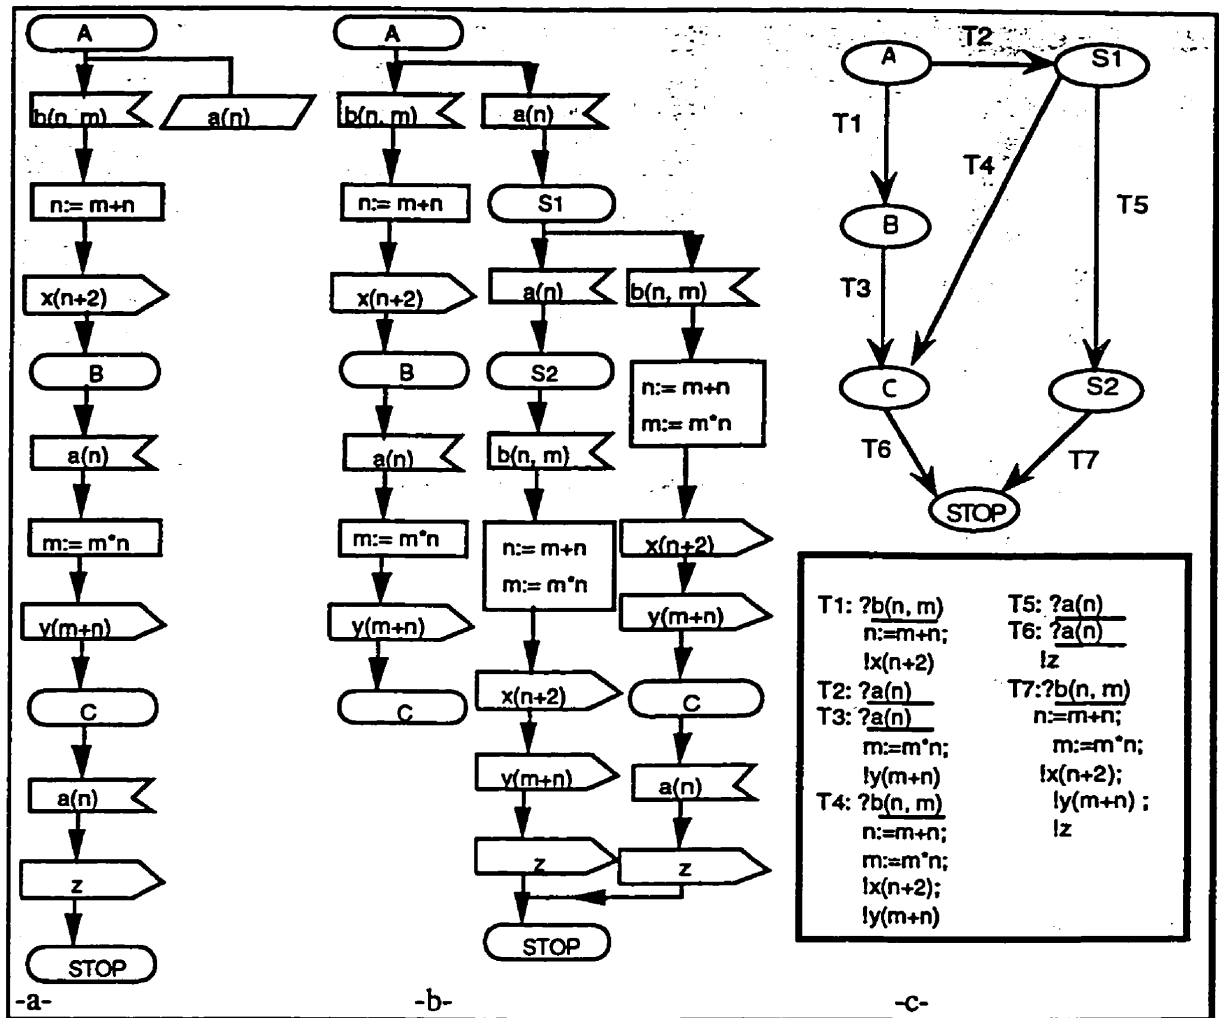 A
b(n, m)
a(n)
n:= m+n
x(n+2)
B
a(n)
m:= m*n
y(m+n)
C
a(n)
z
STOP
-a-
A
b(n, m)
a(n)
n:= m+n
S1
x(n+2)
a(n)
b(n, m)
B
S2
n:= m+n
m:= m*n
a(n)
b(n, m)
m:= m*n
n:= m+n
m:= m*n
x(n+2)
y(m+n)
y(m+n)
C
x(n+2)
C
y(m+n)
a(n)
z
z
STOP
-b-
A
T2
S1
T1
T4
T5
B
T3
C
S2
T6
T7
STOP
T1: ?b(n, m)
n:=m+n;
!x(n+2)
T2: ?a(n)
T3: ?a(n)
m:=m*n;
!y(m+n)
T4: ?b(n, m)
n:=m+n;
m:=m*n;
!x(n+2);
!y(m+n)
T5: ?a(n)
T6: ?a(n)
!z
T7:?b(n, m)
n:=m+n;
m:=m*n;
!x(n+2);
!y(m+n) ;
!z
-c-